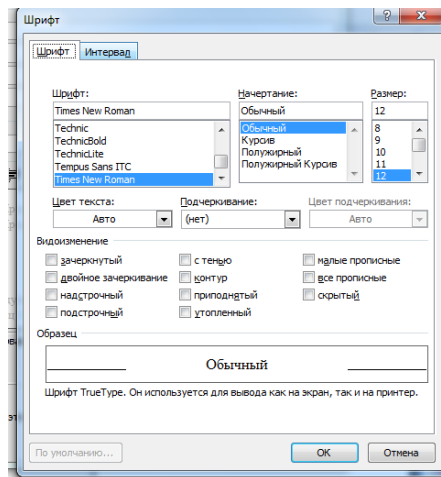 Шрифт
Шрифт Интервал
Шрифт: Начертание: Размер:
Times New Roman Обычный 12
Technic Обычный 8
TechnicBold Курсив 9
TechnicLite Полужирный 10
Tempus Sans ITC Полужирный Курсив 11
Times New Roman 12
Цвет текста: Подчеркивание: Цвет подчеркивания:
Авто (нет) Авто
Видоизменение
зачеркнутый с тенью малые прописные
двойное зачеркивание контур все прописные
надстрочный приподнятый скрытый
подстрочный утопленный
Образец
Обычный
Шрифт TrueType. Он используется для вывода как на экран, так и на принтер.
По умолчанию... ОК Отмена